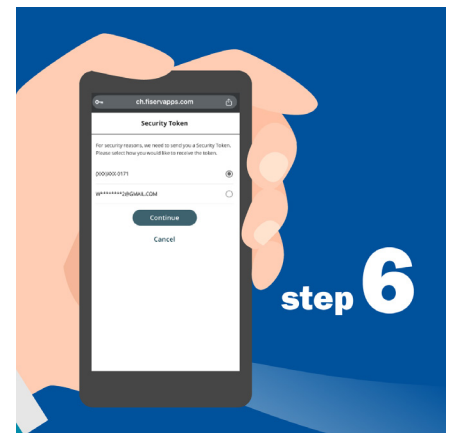 ch.fiservapps.com
Security Token
For security reasons, we need to send you a Security Token.
Please select how you would like to receive the token.
(XXX)XXX-0171
W********2@GMAIL.COM
Continue
Cancel
step 6